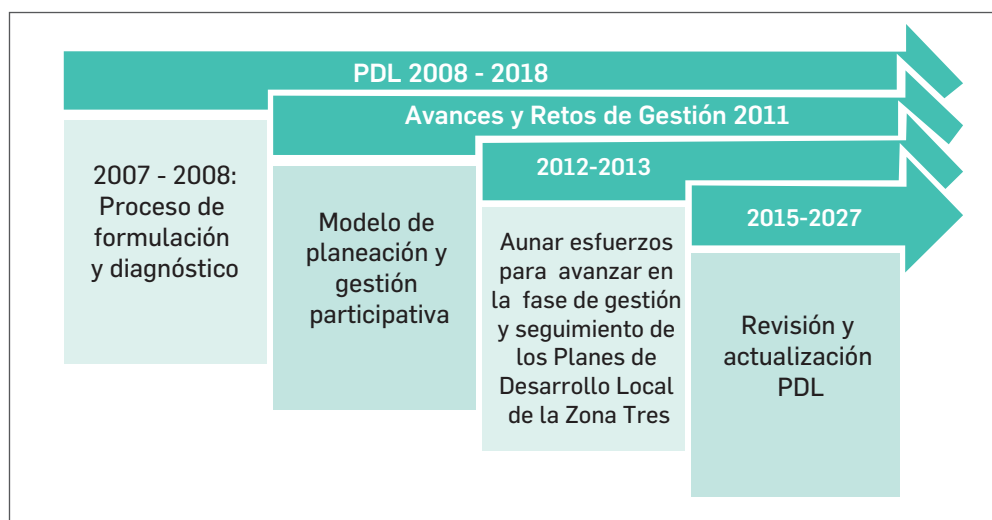 PDL 2008 - 2018
2007 - 2008:
Proceso de
formulación
y diagnóstico
Avances y Retos de Gestión 2011
Modelo de
planeación y
gestión
participativa
2012-2013
Aunar esfuerzos
para avanzar en
la fase de gestión
y seguimiento de
los Planes de
Desarrollo Local
de la Zona Tres
2015-2027
Revisión y
actualización
PDL